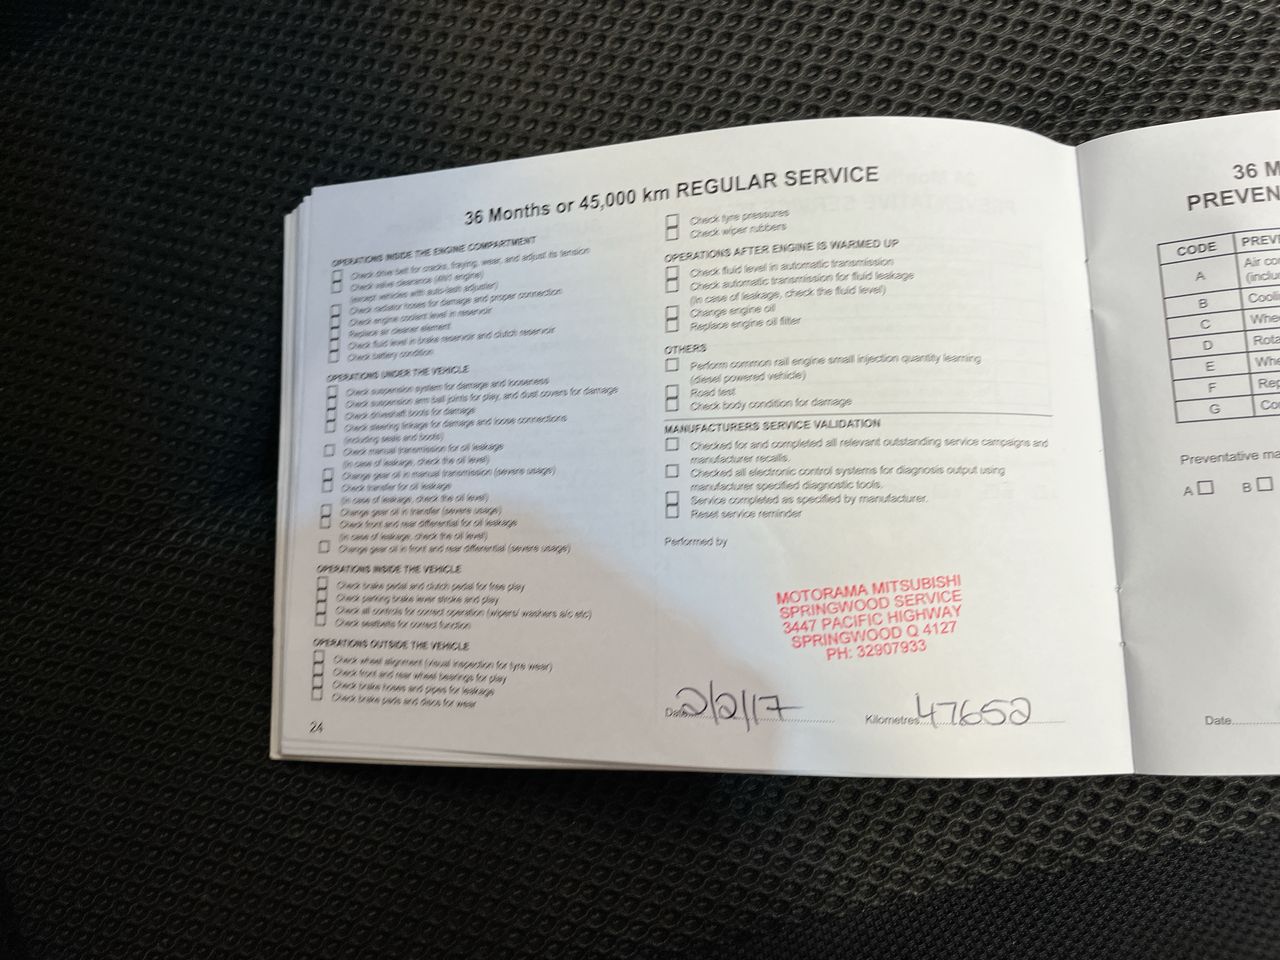 36 Months or 45,000 km REGULAR SERVICE
OPERATIONS INSIDE THE ENGINE COMPARTMENT
Check drive belt for cracks, fraying, wear, and adjust its tension
Check valve clearance (4W0 engine)
(except vehicles with auto-lash adjuster)
Check radiator hoses for damage and proper connection
Check engine coolant level in reservoir
Replace air cleaner element
Check fluid level in brake reservoir and clutch reservoir
Check battery condition
OPERATIONS UNDER THE VEHICLE
Check suspension system for damage and looseness
Check suspension arm ball joints for play, and dust covers for damage
Check driveshaft boots for damage
Check steering linkage for damage and loose connections
(including seals and boots)
Check manual transmission for oil leakage
(in case of leakage, check the oil level)
Change gear oil in manual transmission (severe usage)
Check transfer for oil leakage
(in case of leakage, check the oil level)
Change gear oil in transfer (severe usage)
Check front and rear differential for oil leakage
(in case of leakage, check the oil level)
Change gear oil in front and rear differential (severe usage)
OPERATIONS INSIDE THE VEHICLE
Check brake pedal and clutch pedal for free play
Check parking brake lever stroke and play
Check all controls for correct operation (wipers/ washers a/c etc)
Check seatbelts for correct function
OPERATIONS OUTSIDE THE VEHICLE
Check wheel alignment (visual inspection for tyre wear)
Check front and rear wheel bearings for play
Check brake hoses and pipes for leakage
Check brake pads and discs for wear
24
Check tyre pressures
Check wiper rubbers
OPERATIONS AFTER ENGINE IS WARMED UP
Check fluid level in automatic transmission
Check automatic transmission for fluid leakage
(in case of leakage, check the fluid level)
Change engine oil
Replace engine oil filter
OTHERS
Perform common rail engine small injection quantity learning
(diesel powered vehicle)
Road test
Check body condition for damage
MANUFACTURERS SERVICE VALIDATION
Checked for and completed all relevant outstanding service campaigns and
manufacturer recalls.
Checked all electronic control systems for diagnosis output using
manufacturer specified diagnostic tools.
Service completed as specified by manufacturer.
Reset service reminder
Performed by
MOTORAMA MITSUBISHI
SPRINGWOOD SERVICE
3447 PACIFIC HIGHWAY
SPRINGWOOD Q 4127
PH: 32907933
Date 2/2/17 Kilometres 47652
36 M
PREVEN
CODE PREVE
A Air co
(inclu
B Cooli
C Whe
D Rota
E Whe
F Rep
G Co
Preventative ma
A B
Date